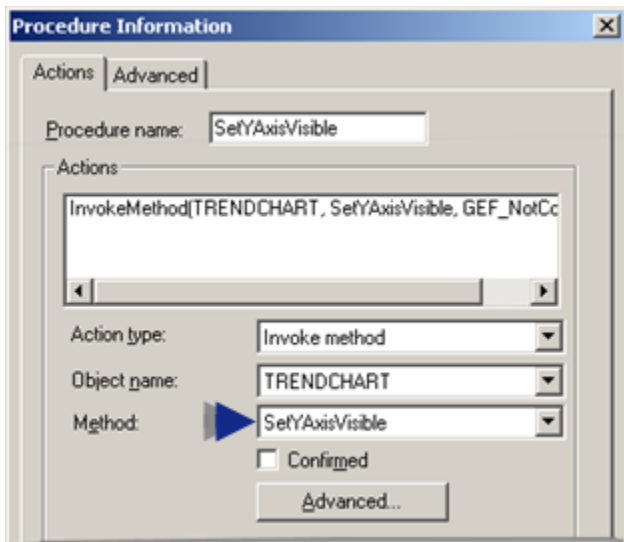 Procedure Information
Actions Advanced
Procedure name: SetYAxisVisible
Actions
InvokeMethod(TRENDCHART, SetYAxisVisible, GEF_NotCo
Action type: Invoke method
Object name: TRENDCHART
Method: SetYAxisVisible
Confirmed
Advanced...